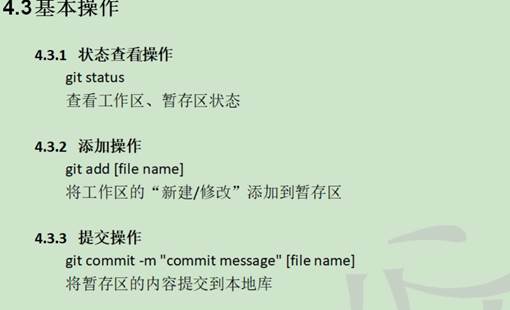 4.3基本操作
4.3.1 状态查看操作
git status
查看工作区、暂存区状态
4.3.2 添加操作
git add [file name]
将工作区的“新建/修改”添加到暂存区
4.3.3 提交操作
git commit -m "commit message" [file name]
将暂存区的内容提交到本地库